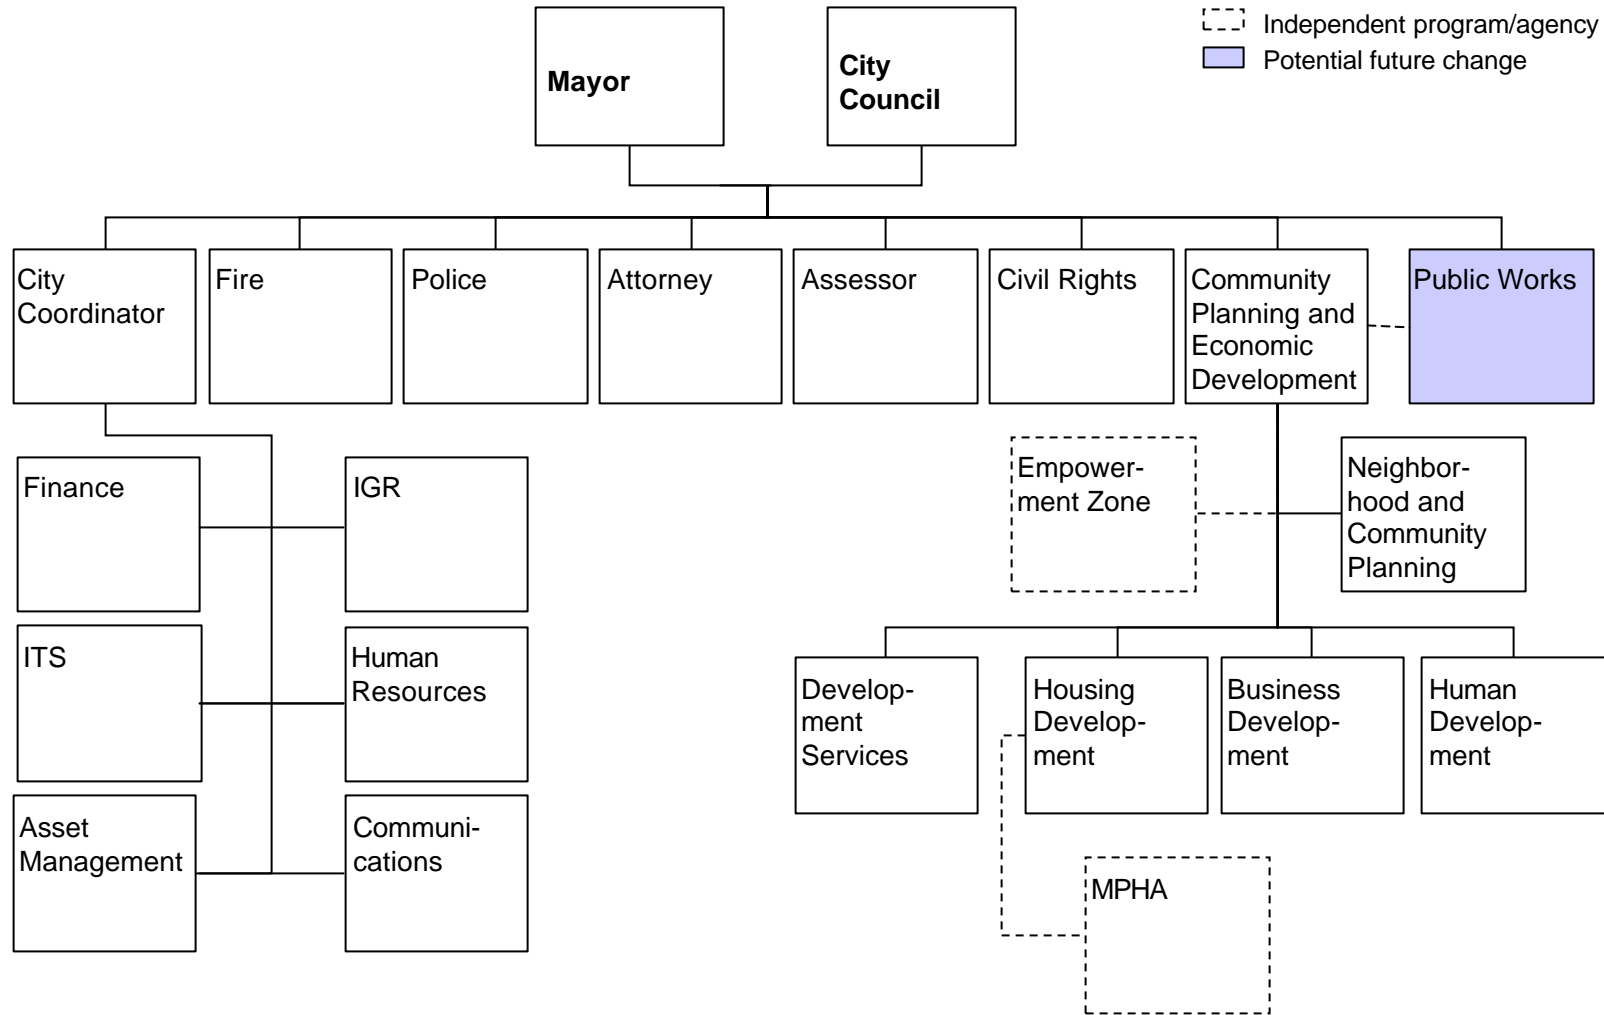 Independent program/agency
Potential future change
Mayor
City
Council
City
Coordinator
Fire
Police
Attorney
Assessor
Civil Rights
Community
Planning and
Economic
Development
Public Works
Finance
IGR
Empower-
ment Zone
Neighbor-
hood and
Community
Planning
ITS
Human
Resources
Develop-
ment
Services
Housing
Develop-
ment
Business
Develop-
ment
Human
Develop-
ment
Asset
Management
Communi-
cations
MPHA